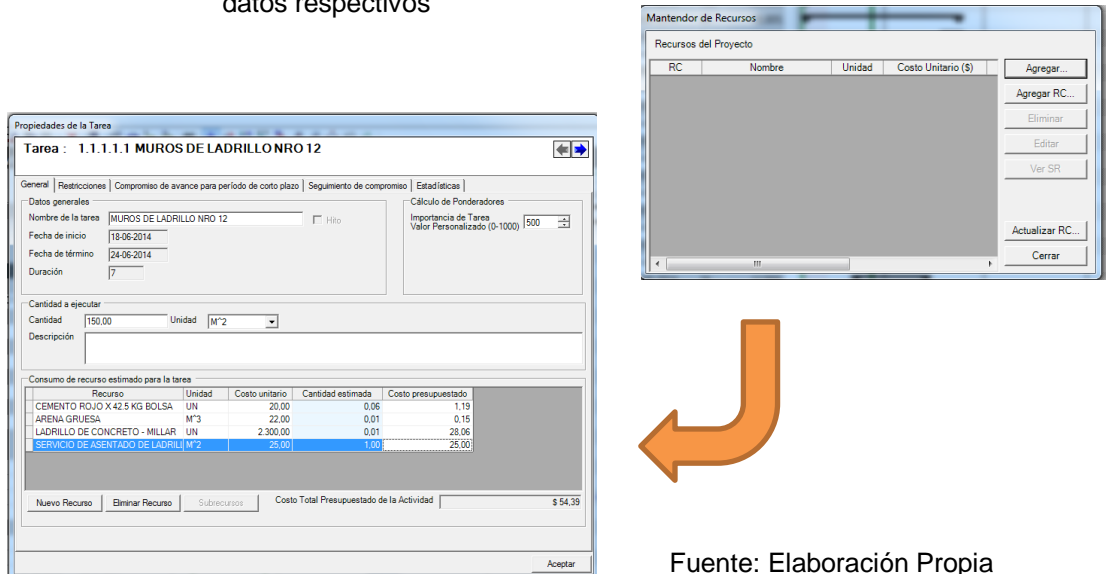 datos respectivos
Mantendor de Recursos
Recursos del Proyecto
RC Nombre Unidad Costo Unitario ($)
Agregar...
Agregar RC...
Eliminar
Editar
Ver SR
Actualizar RC...
Cerrar
Propiedades de la Tarea
Tarea : 1.1.1.1.1 MUROS DE LADRILLO NRO 12
General Restricciones Compromiso de avance para período de corto plazo Seguimiento de compromiso Estadísticas
Datos generales
Nombre de la tarea MUROS DE LADRILLO NRO 12 Hito
Fecha de inicio 18-06-2014
Fecha de término 24-06-2014
Duración 7
Cálculo de Ponderadores
Importancia de Tarea
Valor Personalizado (0-1000) 500
Cantidad a ejecutar
Cantidad 150,00 Unidad M^2
Descripción
Consumo de recurso estimado para la tarea
Recurso Unidad Costo unitario Cantidad estimada Costo presupuestado
CEMENTO ROJO X 42.5 KG BOLSA UN 20,00 0,06 1,19
ARENA GRUESA M^3 22,00 0,01 0,15
LADRILLO DE CONCRETO - MILLAR UN 2.300,00 0,01 28,06
SERVICIO DE ASENTADO DE LADRILL M^2 25,00 1,00 25,00
Nuevo Recurso Eliminar Recurso Subrecursos Costo Total Presupuestado de la Actividad $ 54,39
Aceptar
Fuente: Elaboración Propia